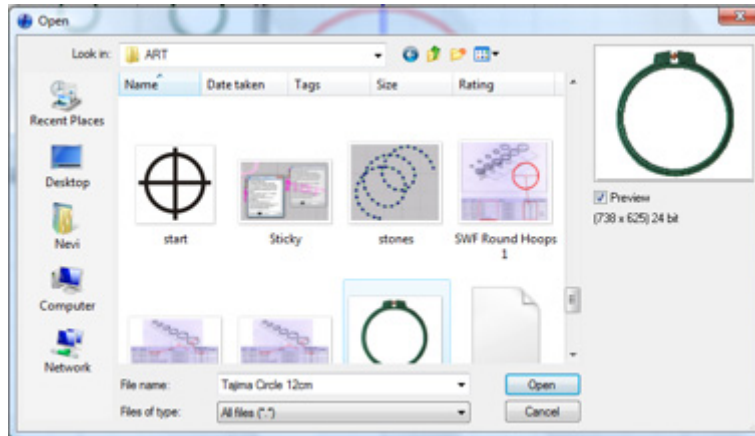 Open
Look in:
ART
Name
Date taken
Tags
Size
Rating
Recent Places
Desktop
Nevi
Computer
Network
start
Sticky
stones
SWF Round Hoops
1
Preview
(738 x 625) 24 bit
File name:
Tajima Circle 12cm
Open
Files of type:
All files (*.*)
Cancel